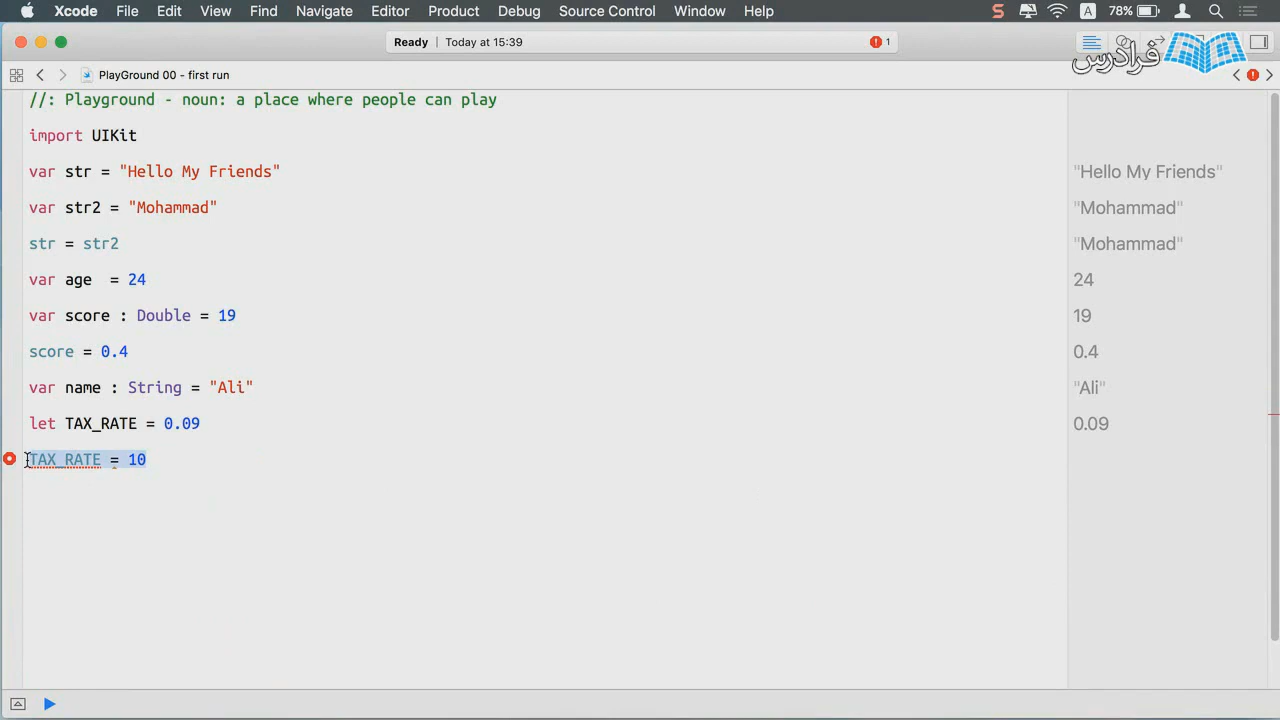 Xcode File Edit View Find Navigate Editor Product Debug Source Control Window Help S A 78%
Ready | Today at 15:39 1
فرادرس
PlayGround 00 - first run
//: Playground - noun: a place where people can play
import UIKit
var str = "Hello My Friends" "Hello My Friends"
var str2 = "Mohammad" "Mohammad"
str = str2 "Mohammad"
var age  = 24 24
var score : Double = 19 19
score = 0.4 0.4
var name : String = "Ali" "Ali"
let TAX_RATE = 0.09 0.09
TAX_RATE = 10